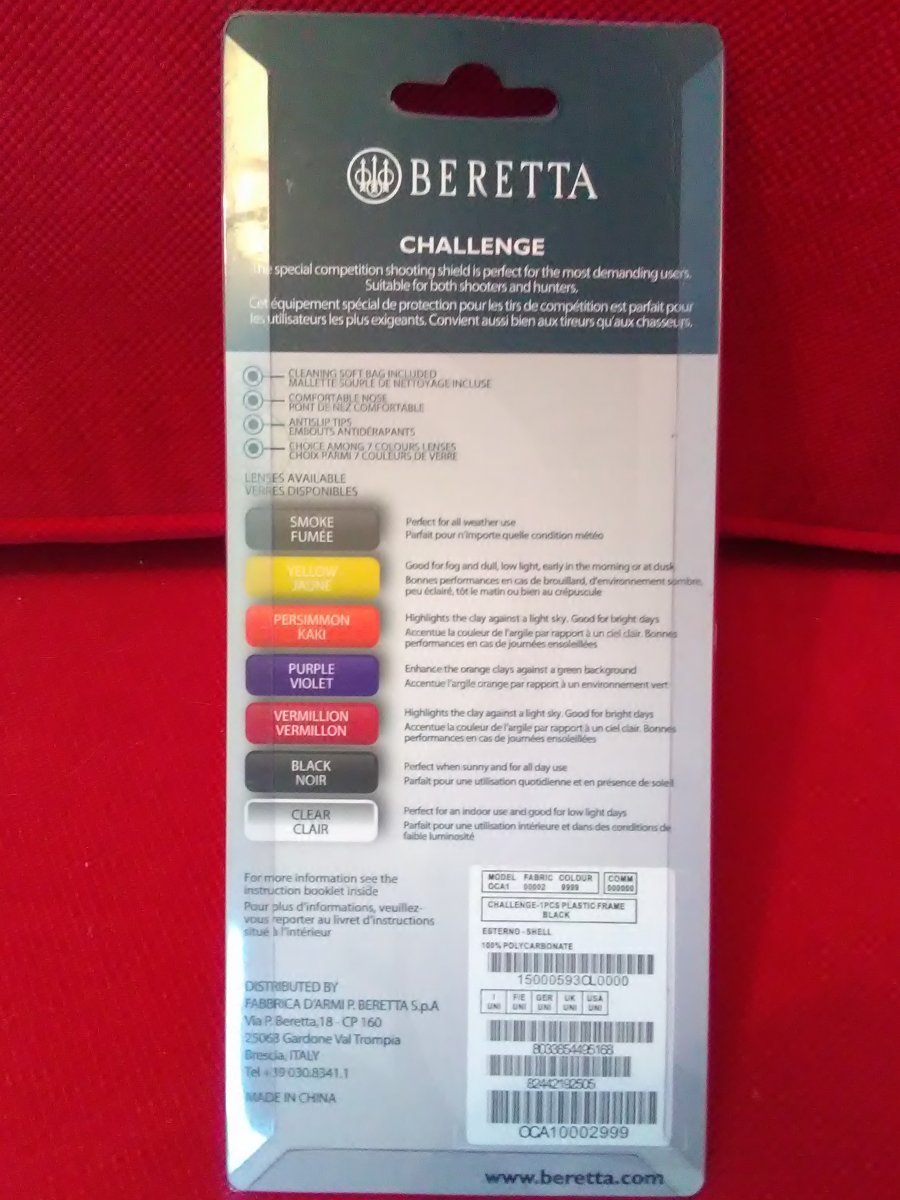 BERETTA
CHALLENGE
The special competition shooting shield is perfect for the most demanding users.
Suitable for both shooters and hunters.
Cet équipement spécial de protection pour les tirs de compétition est parfait pour
les utilisateurs les plus exigeants. Convient aussi bien aux tireurs qu'aux chasseurs.
CLEANING SOFT BAG INCLUDED
MALLETTE SOUPLE DE NETTOYAGE INCLUSE
COMFORTABLE NOSE
PONT DE NEZ COMFORTABLE
ANTISLIP TIPS
EMBOUTS ANTIDÉRAPANTS
CHOICE AMONG 7 COLOURS LENSES
CHOIX PARMI 7 COULEURS DE VERRE
LENSES AVAILABLE
VERRES DISPONIBLES
SMOKE
FUMÉE
Perfect for all weather use
Parfait pour n'importe quelle condition météo
YELLOW
JAUNE
Good for fog and dull, low light, early in the morning or at dusk
Bonnes performances en cas de brouillard, d'environnement sombre,
peu éclairé, tôt le matin ou bien au crépuscule
PERSIMMON
KAKI
Highlights the clay against a light sky. Good for bright days
Accentue la couleur de l'argile par rapport à un ciel clair. Bonnes
performances en cas de journées ensoleillées
PURPLE
VIOLET
Enhance the orange clays against a green background
Accentue l'argile orange par rapport à un environnement vert
VERMILLION
VERMILLON
Highlights the clay against a light sky. Good for bright days
Accentue la couleur de l'argile par rapport à un ciel clair. Bonnes
performances en cas de journées ensoleillées
BLACK
NOIR
Perfect when sunny and for all day use
Parfait pour une utilisation quotidienne et en présence de soleil
CLEAR
CLAIR
Perfect for an indoor use and good for low light days
Parfait pour une utilisation intérieure et dans des conditions de
faible luminosité
For more information see the
instruction booklet inside
Pour plus d'informations, veuillez-
vous reporter au livret d'instructions
situé à l'intérieur
DISTRIBUTED BY
FABBRICA D'ARMI P. BERETTA S.p.A
Via P. Beretta,18 - CP 160
25063 Gardone Val Trompia
Brescia, ITALY
Tel +39 030.8341.1
MADE IN CHINA
MODEL FABRIC COLOUR COMM
OCA1 00002 9999 000000
CHALLENGE-1PCS PLASTIC FRAME
BLACK
ESTERNO - SHELL
100% POLYCARBONATE
15000593CL0000
I F/E GER UK USA
UNI UNI UNI UNI UNI
8033854495168
82442192505
OCA10002999
www.beretta.com